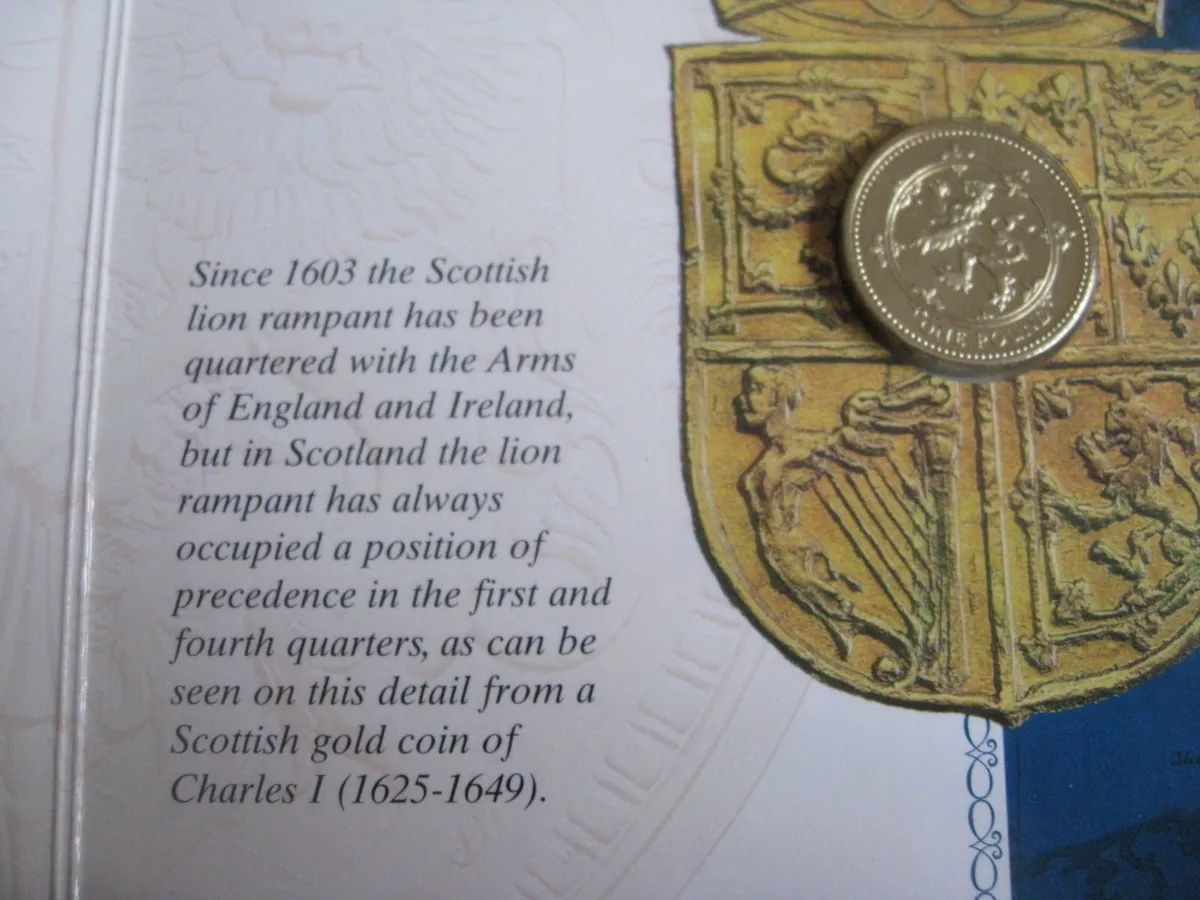 Since 1603 the Scottish
lion rampant has been
quartered with the Arms
of England and Ireland,
but in Scotland the lion
rampant has always
occupied a position of
precedence in the first and
fourth quarters, as can be
seen on this detail from a
Scottish gold coin of
Charles I (1625-1649).
ONE POUND